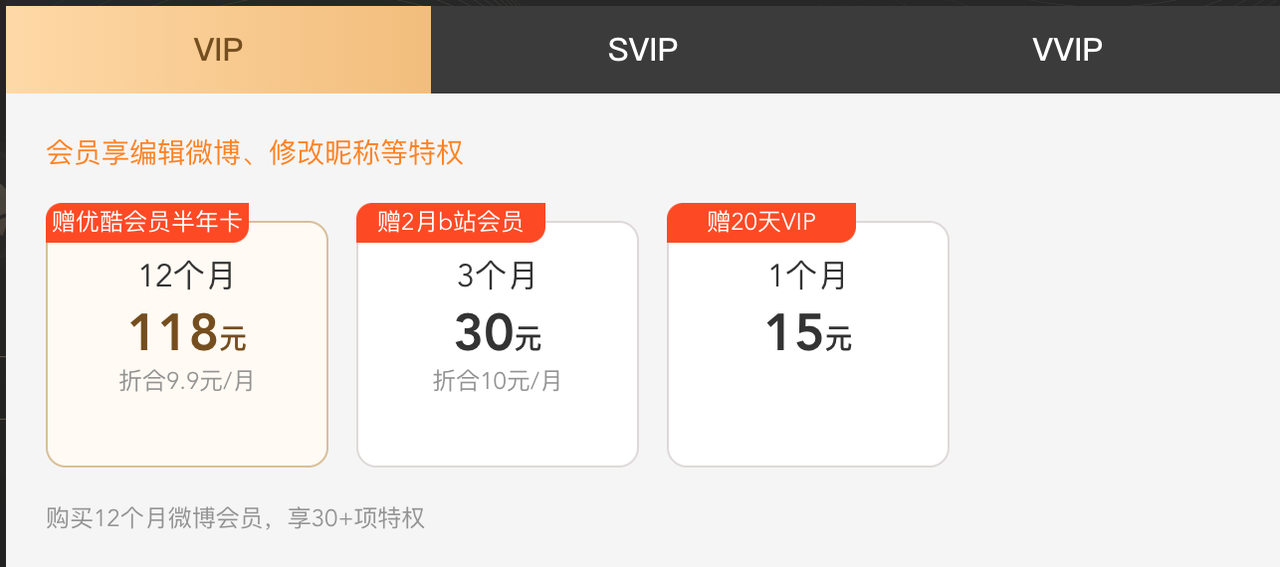 VIP
SVIP
VVIP
会员享编辑微博、修改昵称等特权
赠优酷会员半年卡
12个月
118元
折合9.9元/月
赠2月b站会员
3个月
30元
折合10元/月
赠20天VIP
1个月
15元
购买12个月微博会员，享30+项特权